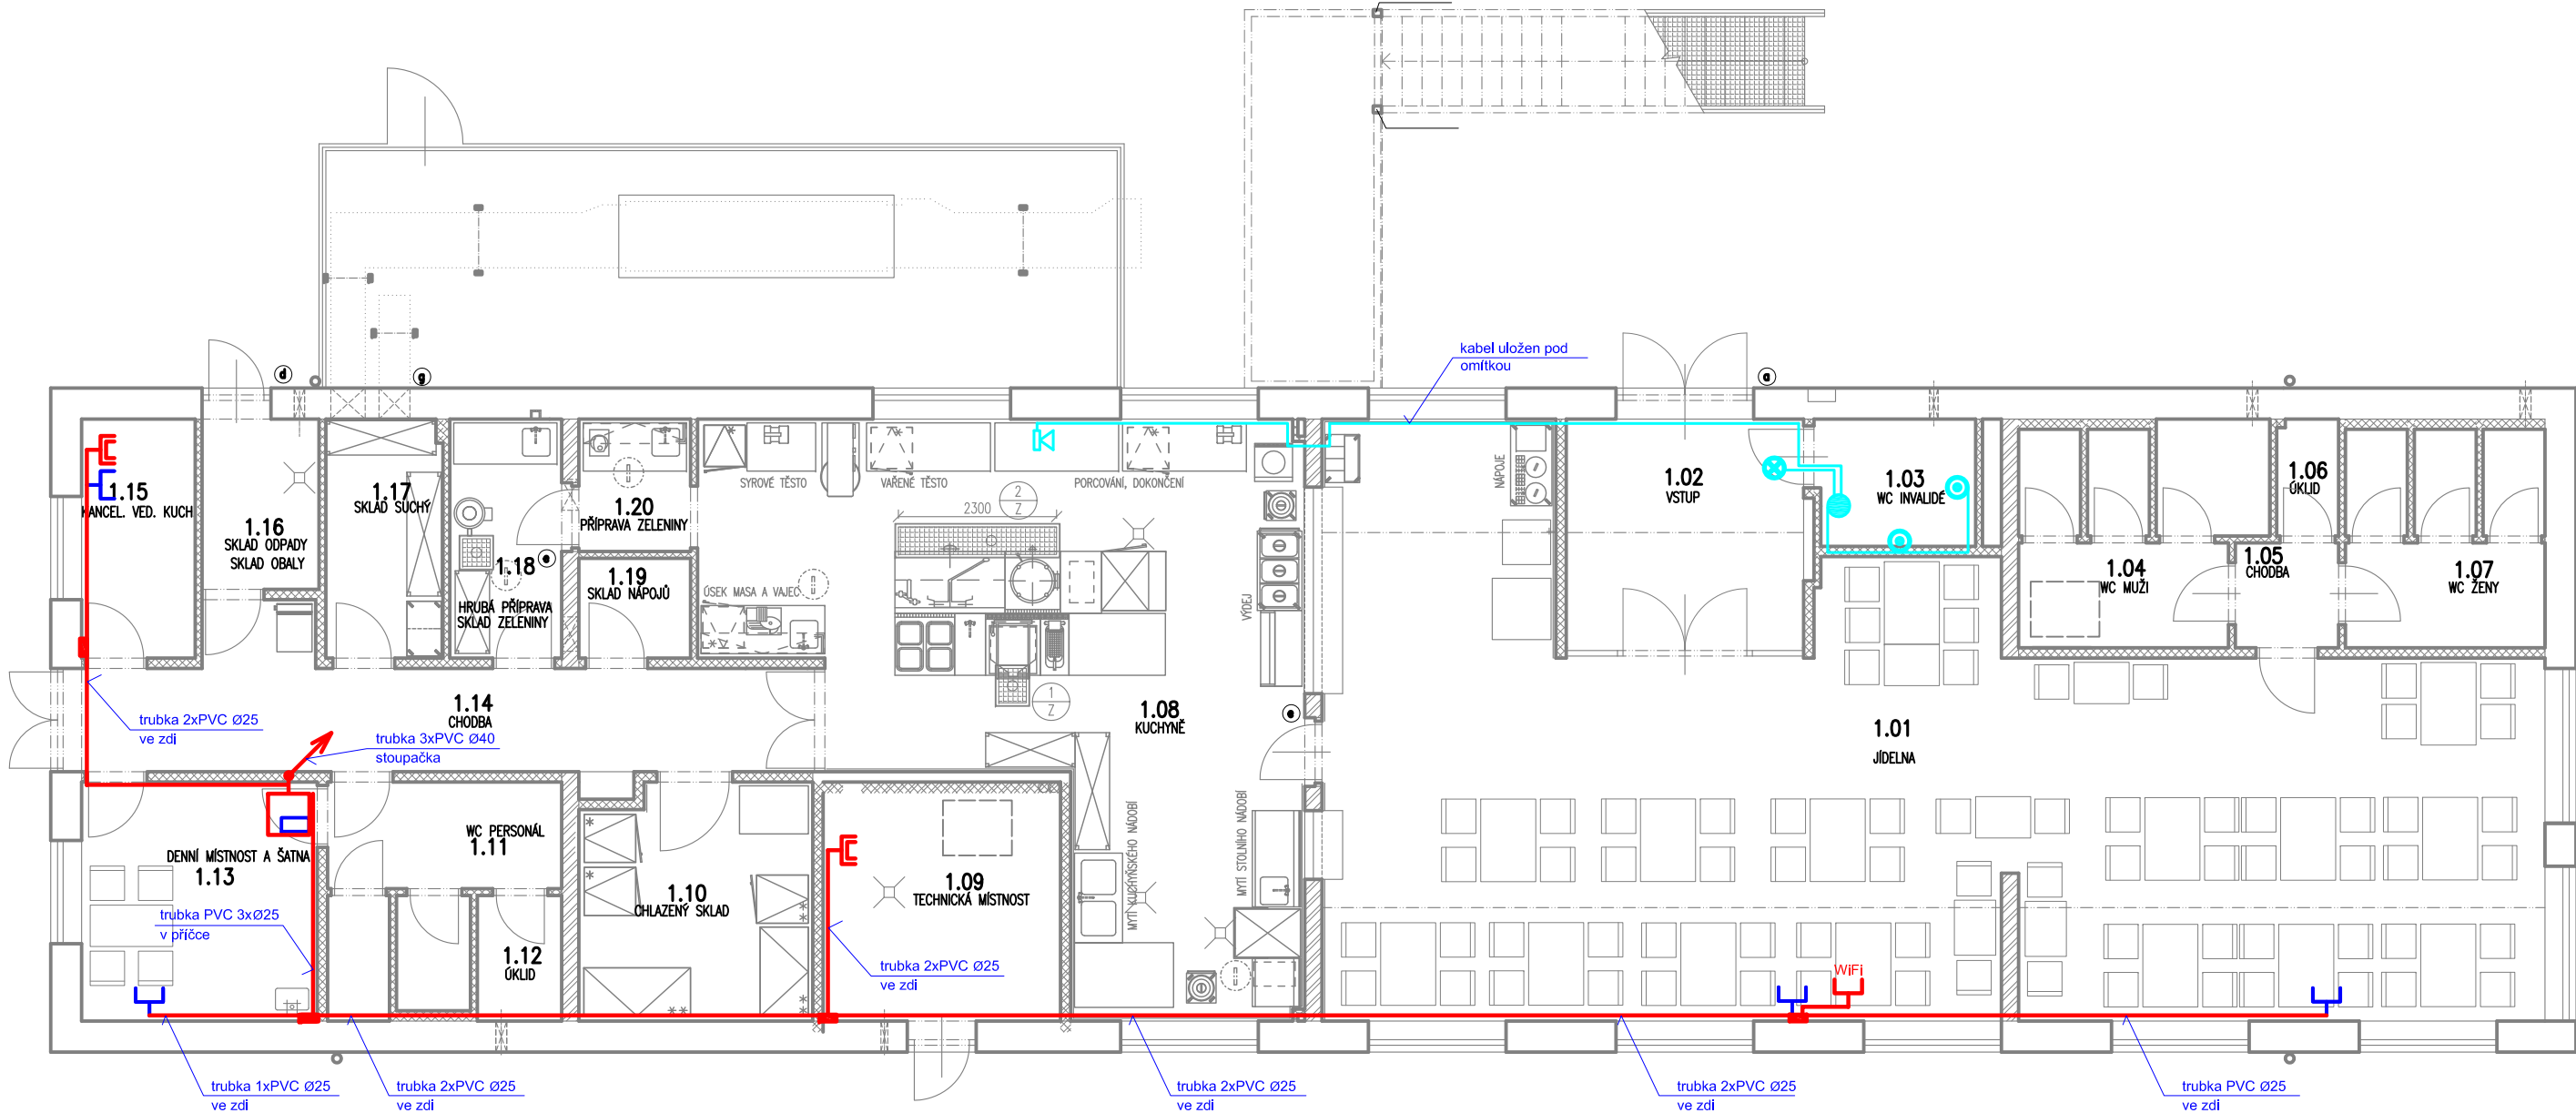 kabel uložen pod
omítkou
d
g
a
1.15
KANCEL. VED. KUCH
1.16
SKLAD ODPADY
SKLAD OBALY
1.17
SKLAD SUCHÝ
1.18
HRUBÁ PŘÍPRAVA
SKLAD ZELENINY
e
1.20
PŘÍPRAVA ZELENINY
1.19
SKLAD NÁPOJŮ
SYROVÉ TĚSTO
VAŘENÉ TĚSTO
PORCOVÁNÍ, DOKONČENÍ
2300
2
Z
ÚSEK MASA A VAJEC
1
Z
VÝDEJ
NÁPOJE
1.02
VSTUP
1.03
WC INVALIDÉ
1.04
WC MUŽI
1.05
CHODBA
1.06
ÚKLID
1.07
WC ŽENY
1.14
CHODBA
1.08
KUCHYNĚ
e
1.01
JÍDELNA
trubka 2xPVC Ø25
ve zdi
trubka 3xPVC Ø40
stoupačka
DENNÍ MÍSTNOST A ŠATNA
1.13
WC PERSONÁL
1.11
1.10
CHLAZENÝ SKLAD
1.09
TECHNICKÁ MÍSTNOST
MYTÍ KUCHYŇSKÉHO NÁDOBÍ
MYTÍ STOLNÍHO NÁDOBÍ
trubka PVC 3xØ25
v příčce
1.12
ÚKLID
trubka 2xPVC Ø25
ve zdi
WiFi
trubka 1xPVC Ø25
ve zdi
trubka 2xPVC Ø25
ve zdi
trubka 2xPVC Ø25
ve zdi
trubka 2xPVC Ø25
ve zdi
trubka PVC Ø25
ve zdi